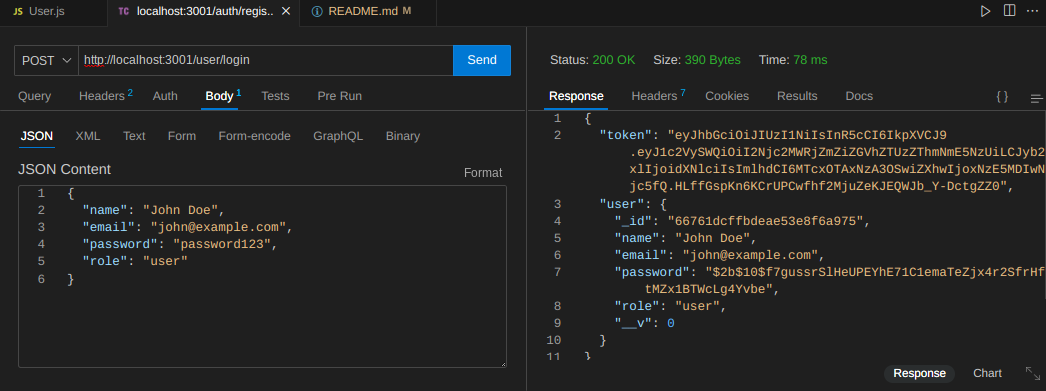 JS User.js
TC localhost:3001/auth/regis.. ×
README.md M
POST http://localhost:3001/user/login Send
Query Headers 2 Auth Body 1 Tests Pre Run
JSON XML Text Form Form-encode GraphQL Binary
JSON Content Format
1 {
2 "name": "John Doe",
3 "email": "john@example.com",
4 "password": "password123",
5 "role": "user"
6 }
Status: 200 OK Size: 390 Bytes Time: 78 ms
Response Headers 7 Cookies Results Docs { }
1 {
2 "token": "eyJhbGciOiJIUzI1NiIsInR5cCI6IkpXVCJ9
.eyJ1c2VySWQiOiI2Njc2MWRjZmZiZGVhZTUzZThmNmE5NzUiLCJyb2
xlIjoidXNlciIsImlhdCI6MTcxOTAxNzA3OSwiZXhwIjoxNzE5MDIwN
jc5fQ.HLffGspKn6KCrUPCwfhf2MjuZeKJEQWJb_Y-DctgZZ0",
3 "user": {
4 "_id": "66761dcffbdeae53e8f6a975",
5 "name": "John Doe",
6 "email": "john@example.com",
7 "password": "$2b$10$f7gussrSlHeUPEYhE71C1emaTeZjx4r2SfrHf
tMZx1BTWcLg4Yvbe",
8 "role": "user",
9 "__v": 0
10 }
11 }
Response Chart